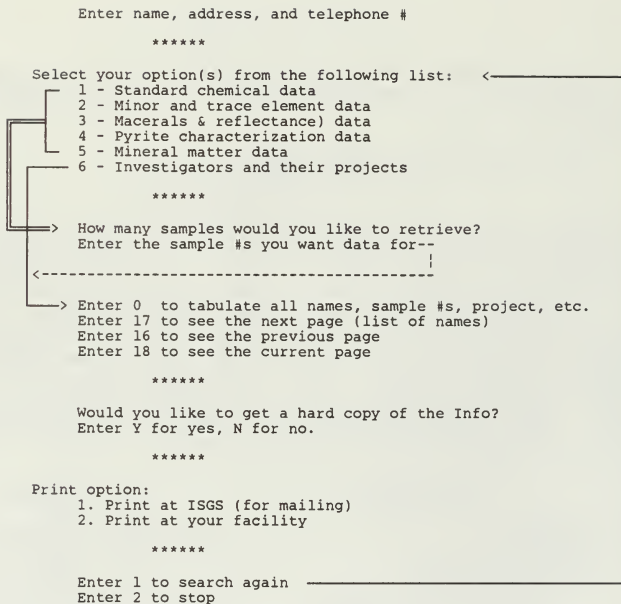 Enter name, address, and telephone #
******
Select your option(s) from the following list:
1 - Standard chemical data
2 - Minor and trace element data
3 - Macerals & reflectance) data
4 - Pyrite characterization data
5 - Mineral matter data
6 - Investigators and their projects
******
How many samples would you like to retrieve?
Enter the sample #s you want data for--
Enter 0 to tabulate all names, sample #s, project, etc.
Enter 17 to see the next page (list of names)
Enter 16 to see the previous page
Enter 18 to see the current page
******
Would you like to get a hard copy of the Info?
Enter Y for yes, N for no.
******
Print option:
1. Print at ISGS (for mailing)
2. Print at your facility
******
Enter 1 to search again
Enter 2 to stop